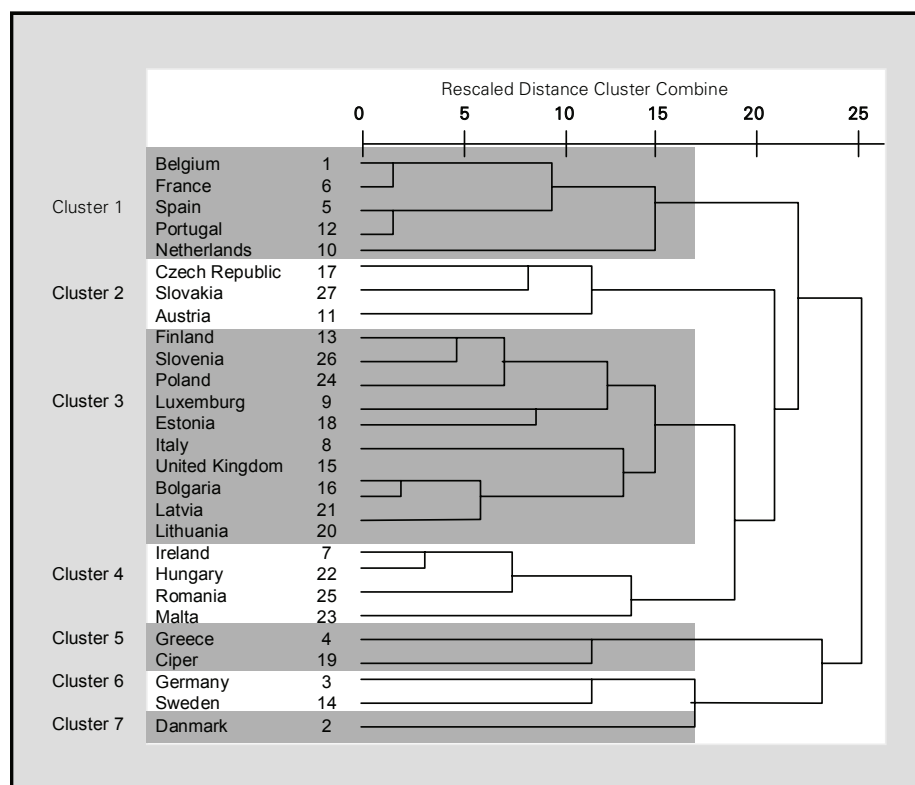 Rescaled Distance Cluster Combine
0 5 10 15 20 25
Belgium 1
France 6
Cluster 1 Spain 5
Portugal 12
Netherlands 10
Czech Republic 17
Cluster 2 Slovakia 27
Austria 11
Finland 13
Slovenia 26
Poland 24
Cluster 3 Luxemburg 9
Estonia 18
Italy 8
United Kingdom 15
Bolgaria 16
Latvia 21
Lithuania 20
Ireland 7
Cluster 4 Hungary 22
Romania 25
Malta 23
Cluster 5 Greece 4
Ciper 19
Cluster 6 Germany 3
Sweden 14
Cluster 7 Danmark 2